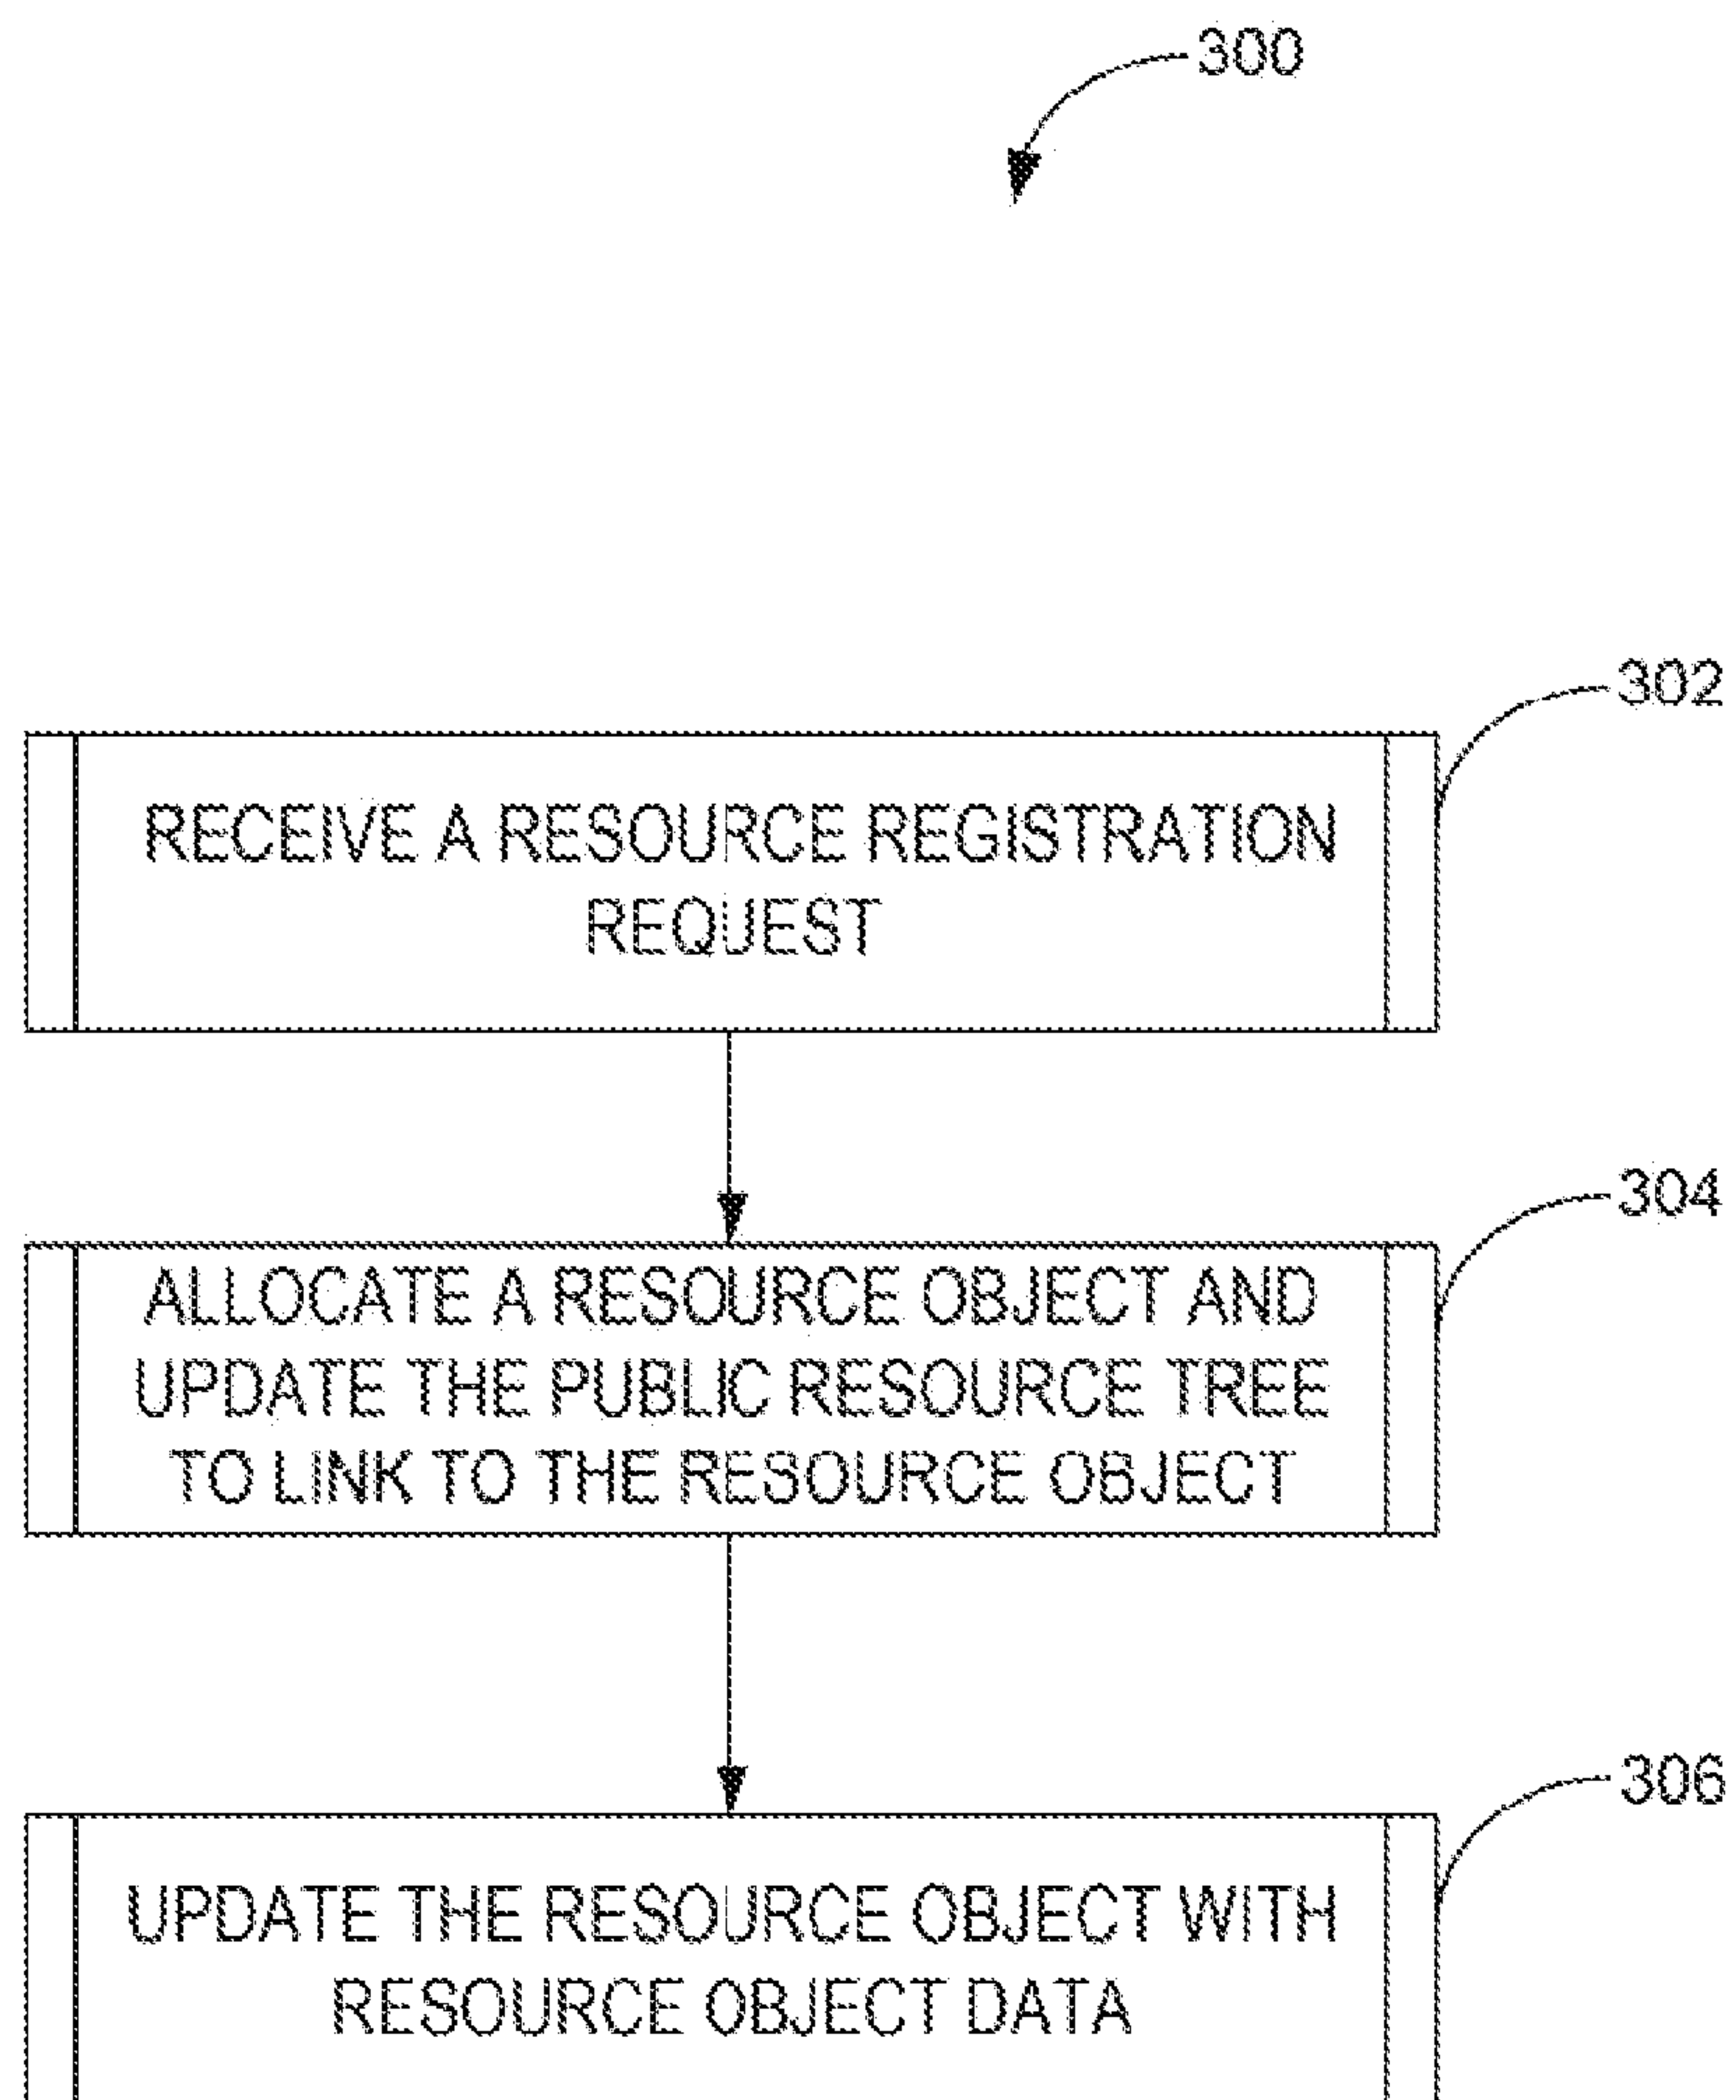 300
302
RECEIVE A RESOURCE REGISTRATION
REQUEST
304
ALLOCATE A RESOURCE OBJECT AND
UPDATE THE PUBLIC RESOURCE TREE
TO LINK TO THE RESOURCE OBJECT
306
UPDATE THE RESOURCE OBJECT WITH
RESOURCE OBJECT DATA